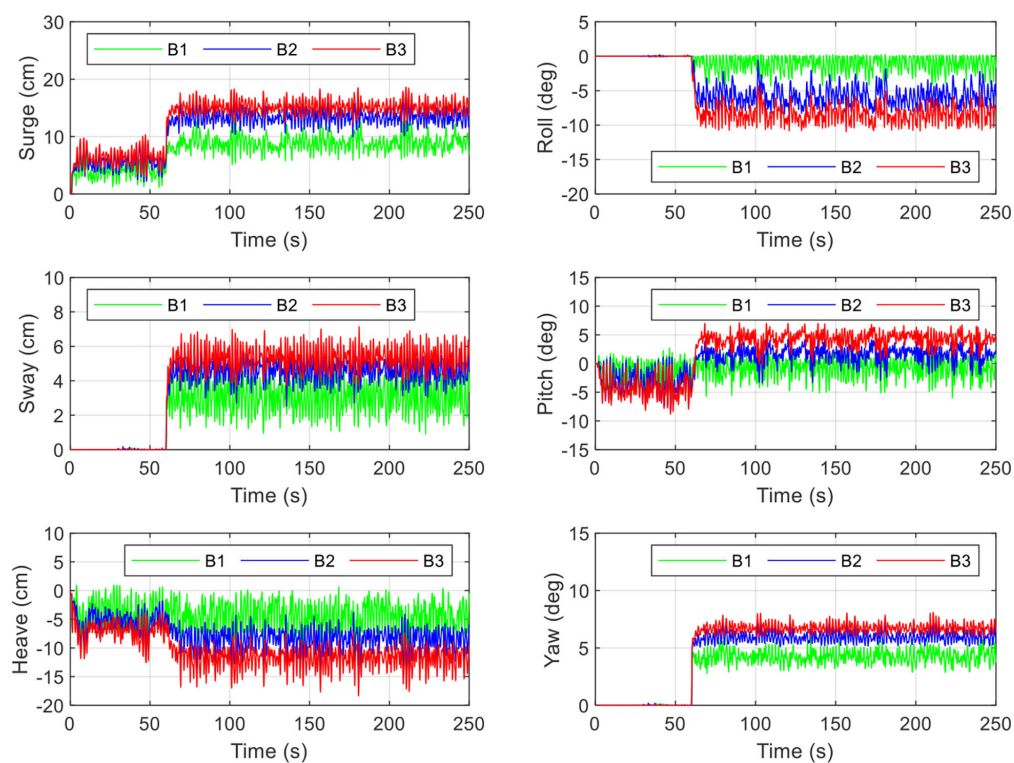 Surge (cm)
30
20
10
0
B1 B2 B3
0 50 100 150 200 250
Time (s)
Roll (deg)
5
0
-5
-10
-15
-20
B1 B2 B3
0 50 100 150 200 250
Time (s)
Sway (cm)
10
8
6
4
2
0
B1 B2 B3
0 50 100 150 200 250
Time (s)
Pitch (deg)
15
10
5
0
-5
-10
-15
B1 B2 B3
0 50 100 150 200 250
Time (s)
Heave (cm)
10
5
0
-5
-10
-15
-20
B1 B2 B3
0 50 100 150 200 250
Time (s)
Yaw (deg)
15
10
5
0
B1 B2 B3
0 50 100 150 200 250
Time (s)